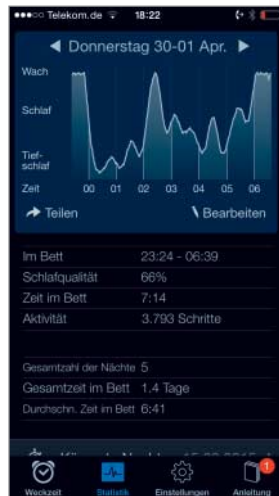 Telekom.de 18:22
Donnerstag 30-01 Apr.
Wach
Schlaf
Tief-
schlaf
Zeit 00 01 02 03 04 05 06
Teilen Bearbeiten
Im Bett 23:24 - 06:39
Schlafqualität 66%
Zeit im Bett 7:14
Aktivität 3.793 Schritte
Gesamtzahl der Nächte 5
Gesamtzeit im Bett 1.4 Tage
Durchschn. Zeit im Bett 6:41
1
Weckzeit Statistik Einstellungen Anleitung